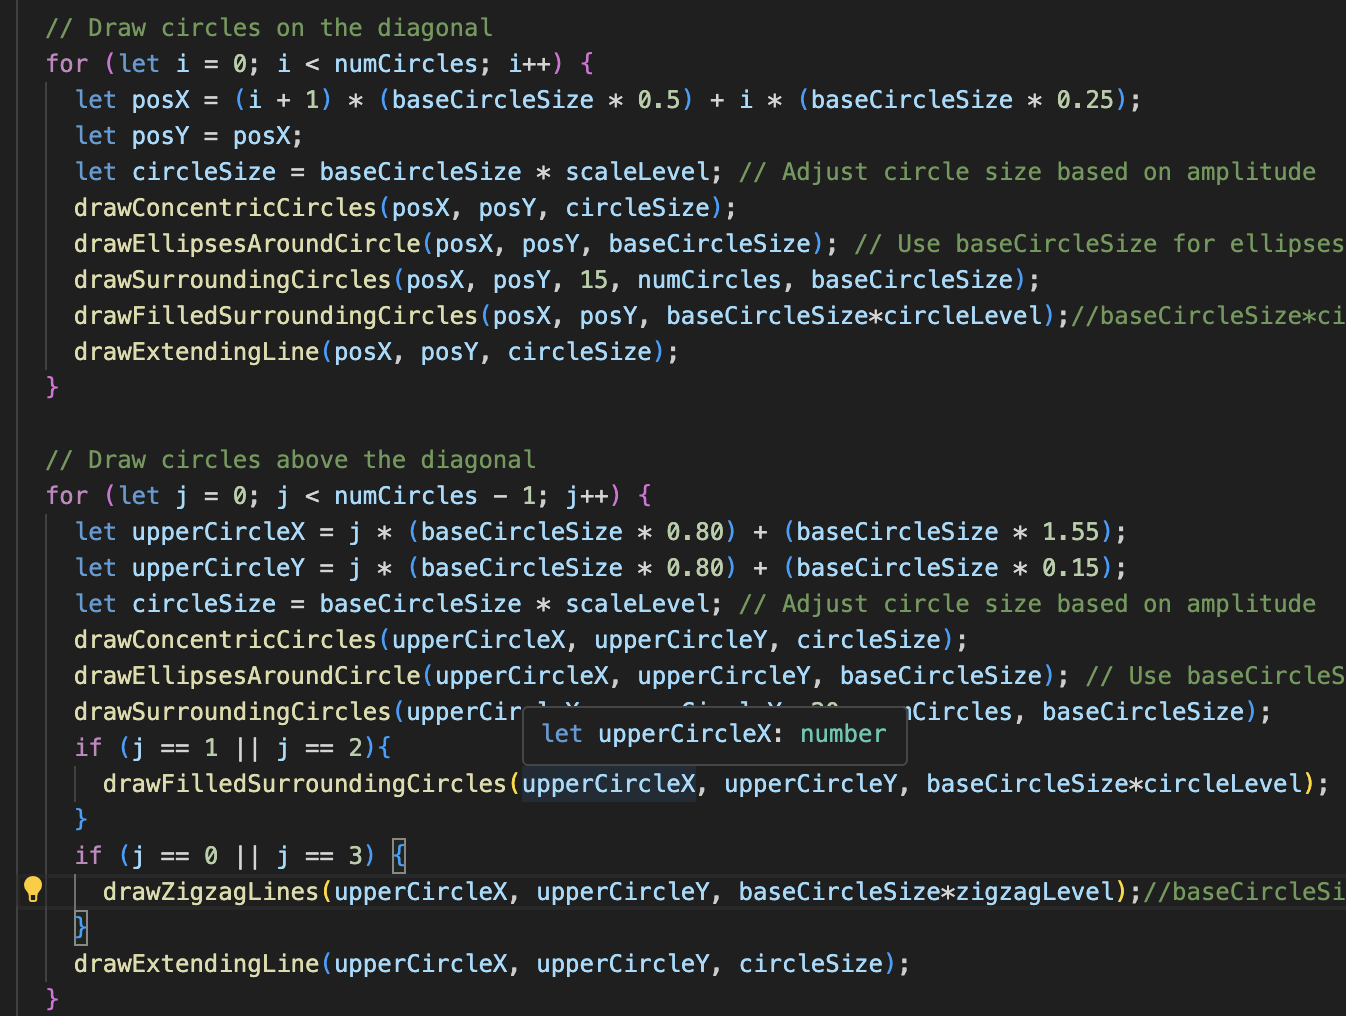 // Draw circles on the diagonal
for (let i = 0; i < numCircles; i++) {
let posX = (i + 1) * (baseCircleSize * 0.5) + i * (baseCircleSize * 0.25);
let posY = posX;
let circleSize = baseCircleSize * scaleLevel; // Adjust circle size based on amplitude
drawConcentricCircles(posX, posY, circleSize);
drawEllipsesAroundCircle(posX, posY, baseCircleSize); // Use baseCircleSize for ellipses
drawSurroundingCircles(posX, posY, 15, numCircles, baseCircleSize);
drawFilledSurroundingCircles(posX, posY, baseCircleSize*circleLevel);//baseCircleSize*ci
drawExtendingLine(posX, posY, circleSize);
}
// Draw circles above the diagonal
for (let j = 0; j < numCircles - 1; j++) {
let upperCircleX = j * (baseCircleSize * 0.80) + (baseCircleSize * 1.55);
let upperCircleY = j * (baseCircleSize * 0.80) + (baseCircleSize * 0.15);
let circleSize = baseCircleSize * scaleLevel; // Adjust circle size based on amplitude
drawConcentricCircles(upperCircleX, upperCircleY, circleSize);
drawEllipsesAroundCircle(upperCircleX, upperCircleY, baseCircleSize); // Use baseCircleS
drawSurroundingCircles(upperCir mCircles, baseCircleSize);
let upperCircleX: number
if (j == 1 || j == 2){
drawFilledSurroundingCircles(upperCircleX, upperCircleY, baseCircleSize*circleLevel);
}
if (j == 0 || j == 3) {
drawZigzagLines(upperCircleX, upperCircleY, baseCircleSize*zigzagLevel);//baseCircleSi
}
drawExtendingLine(upperCircleX, upperCircleY, circleSize);
}